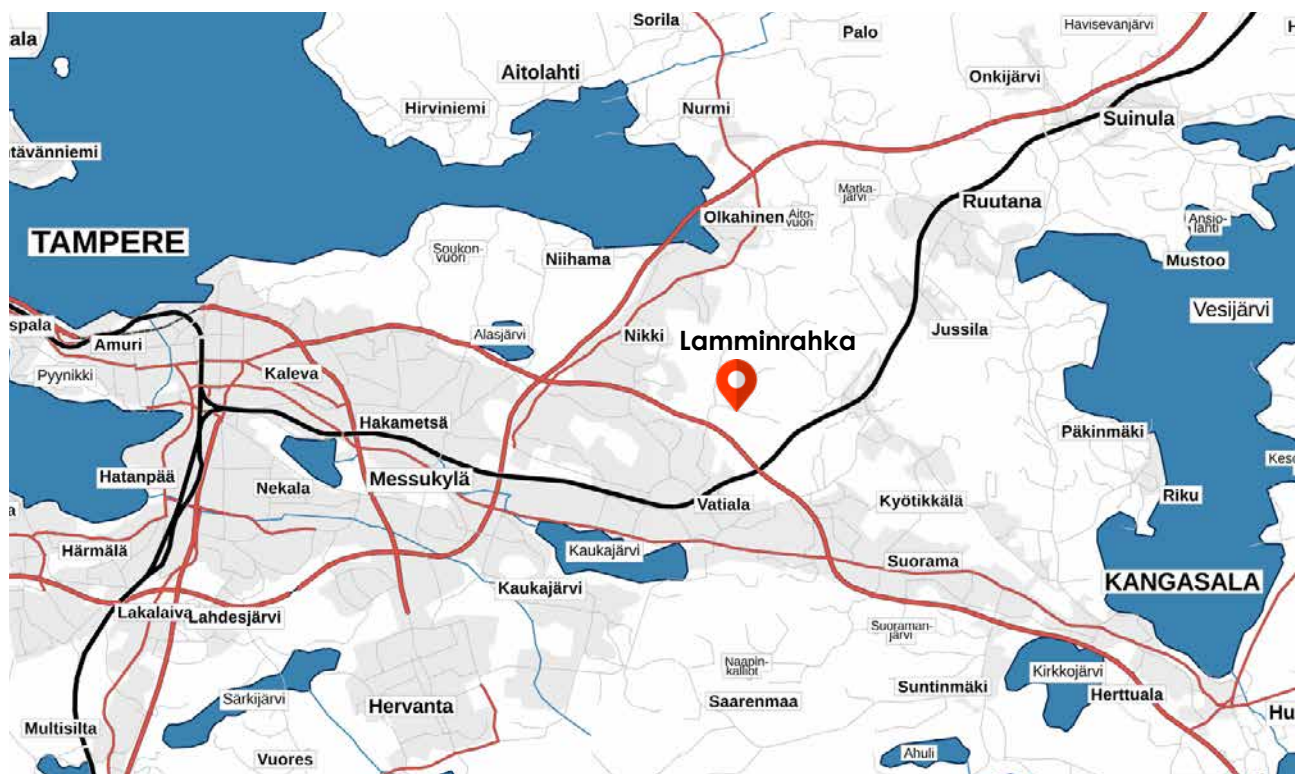 Sorila
Havisevanjärvi
Palo
ala
Aitolahti
Onkijärvi
Hirviniemi
Nurmi
Suinula
tävänniemi
Matka-
järvi
Ruutana
Olkahinen
Aito-
vuori
Ansio-
lahti
TAMPERE
Soukon-
vuori
Niihama
Mustoo
Vesijärvi
spala
Amuri
Alasjärvi
Nikki
Lamminrahka
Jussila
Pyynikki
Kaleva
Hakametsä
Päkinmäki
Hatanpää
Nekala
Messukylä
Vatiala
Kyötikkälä
Riku
Härmälä
Kaukajärvi
Suorama
Kaukajärvi
KANGASALA
Lakalaiva
Lahdesjärvi
Suoraman-
järvi
Naapin-
kalliot
Särkijärvi
Hervanta
Saarenmaa
Suntinmäki
Kirkkojärvi
Herttuala
Hu
Multisilta
Vuores
Ahuli